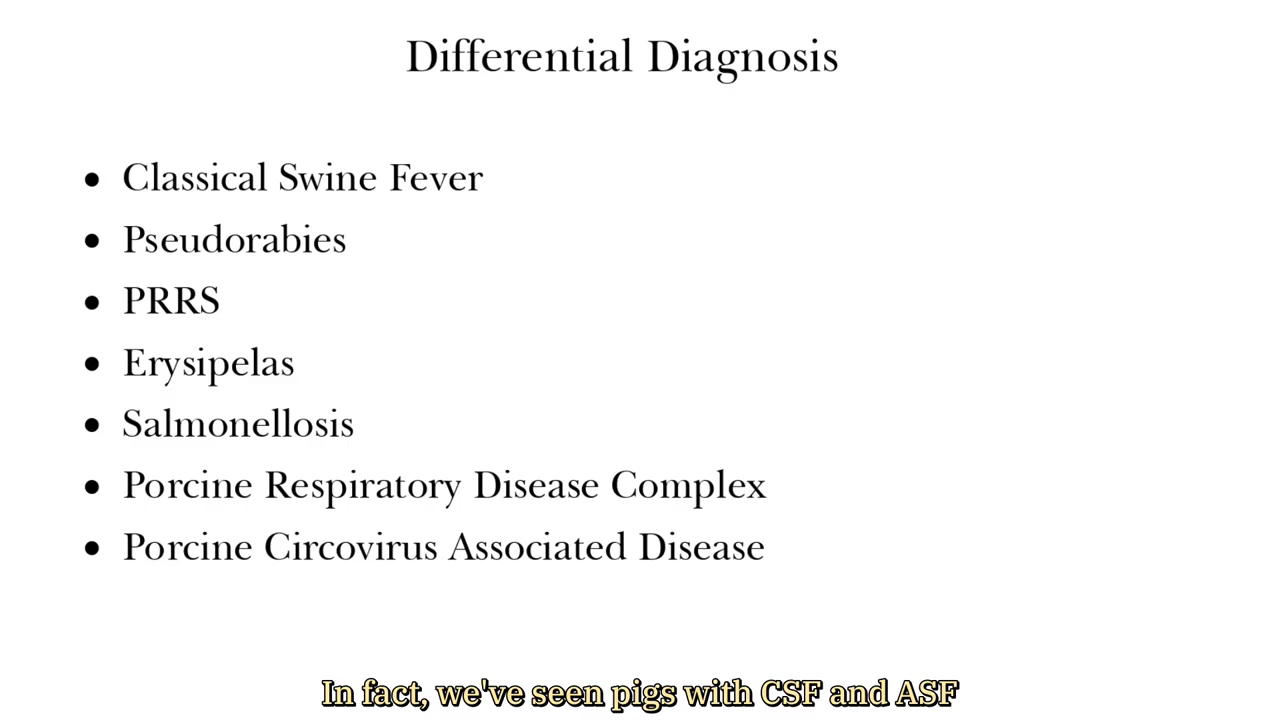 Differential Diagnosis
• Classical Swine Fever
• Pseudorabies
• PRRS
• Erysipelas
• Salmonellosis
• Porcine Respiratory Disease Complex
• Porcine Circovirus Associated Disease
In fact, we've seen pigs with CSF and ASF